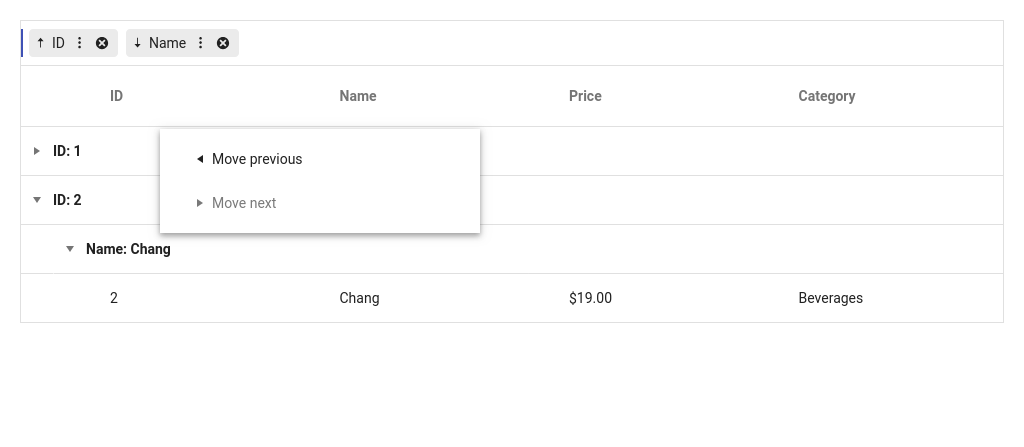 ID Name
ID Name Price Category
ID: 1
Move previous
ID: 2
Move next
Name: Chang
2 Chang $19.00 Beverages